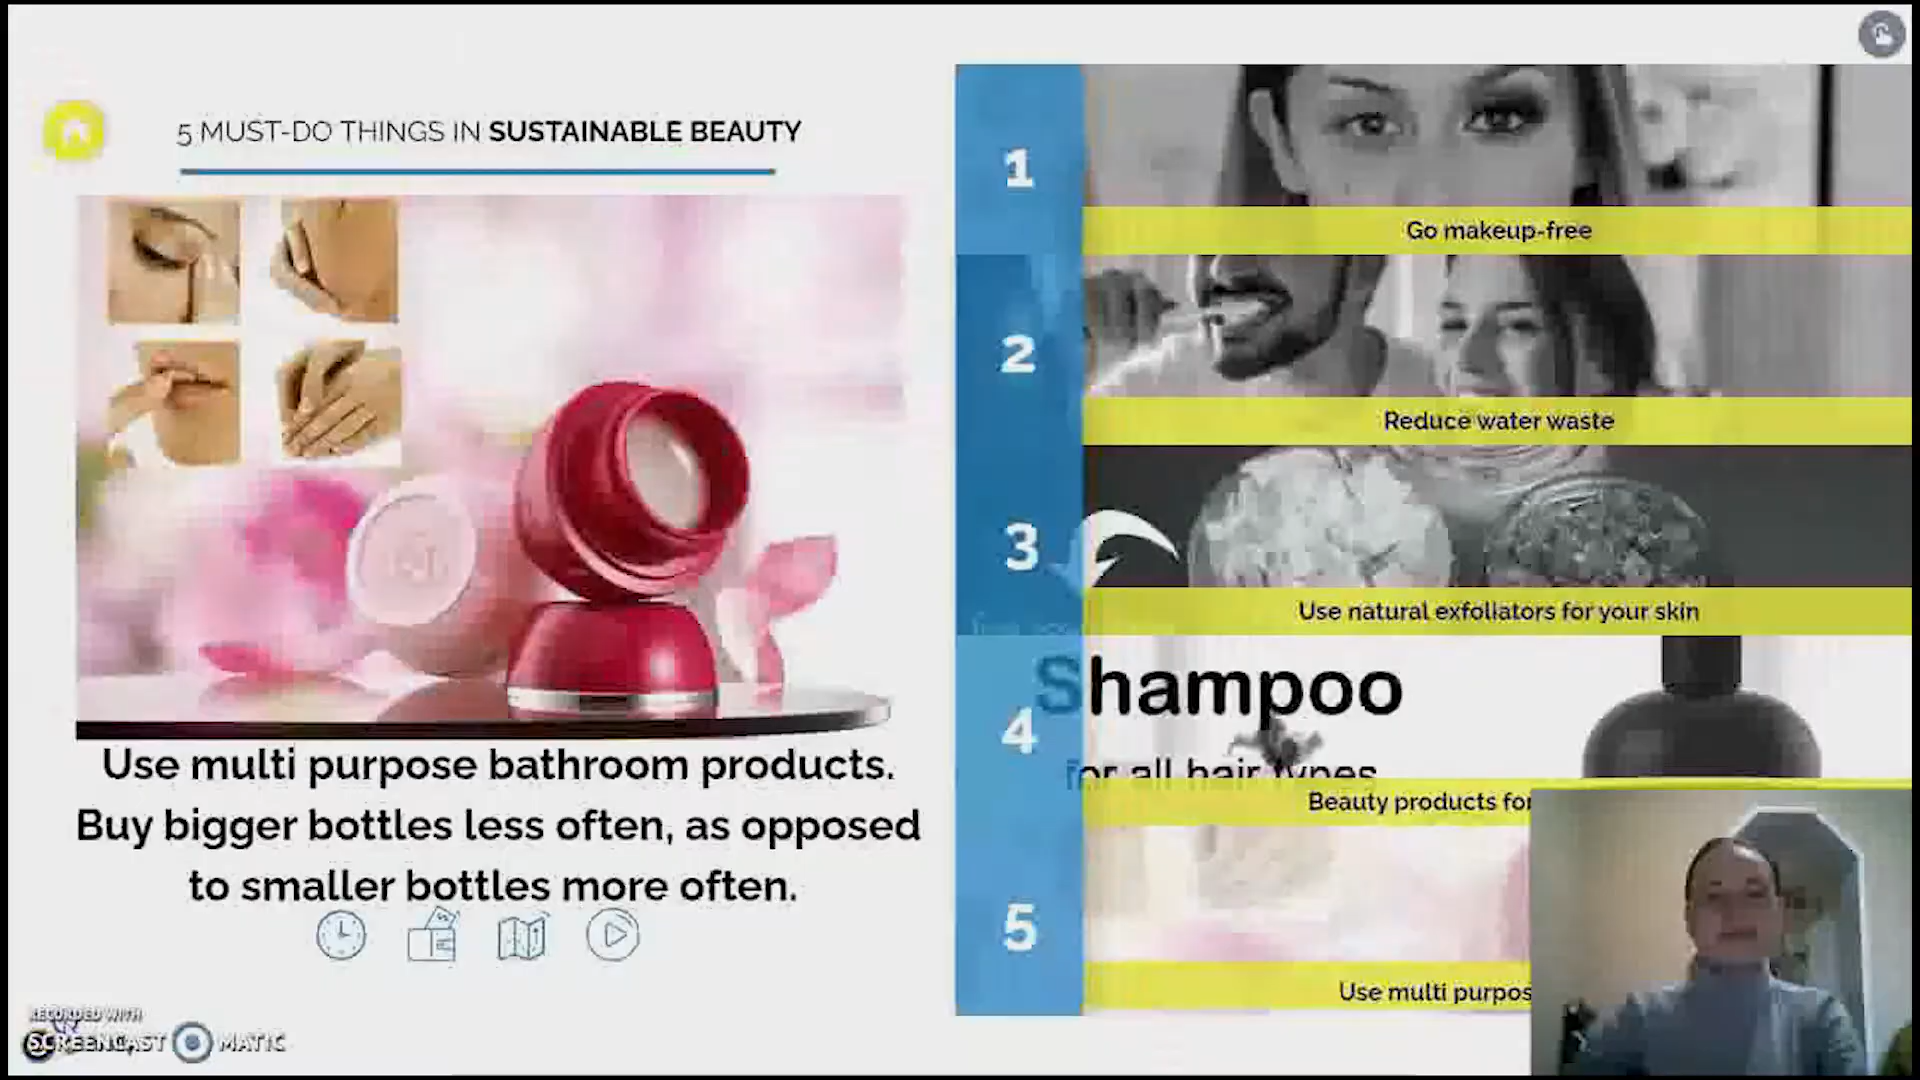 5 MUST-DO THINGS IN SUSTAINABLE BEAUTY
Use multi purpose bathroom products.
Buy bigger bottles less often, as opposed
to smaller bottles more often.
1
Go makeup-free
2
Reduce water waste
3
Use natural exfoliators for your skin
4
Shampoo
for all hair types
Beauty products for
5
Use multi purpos
RECORDED WITH
SCREENCAST MATIC